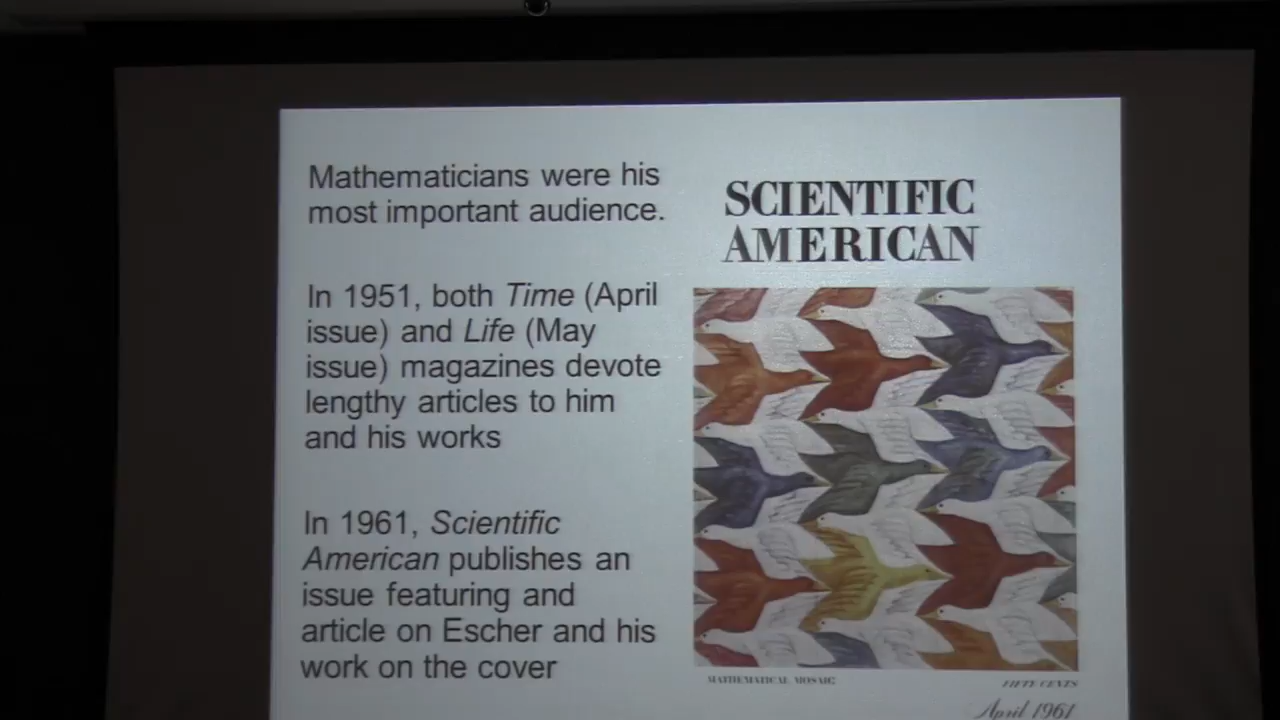 Mathematicians were his
most important audience.
In 1951, both Time (April
issue) and Life (May
issue) magazines devote
lengthy articles to him
and his works
In 1961, Scientific
American publishes an
issue featuring and
article on Escher and his
work on the cover
SCIENTIFIC
AMERICAN
MATHEMATICAL MOSAIC
FIFTY CENTS
April 1961